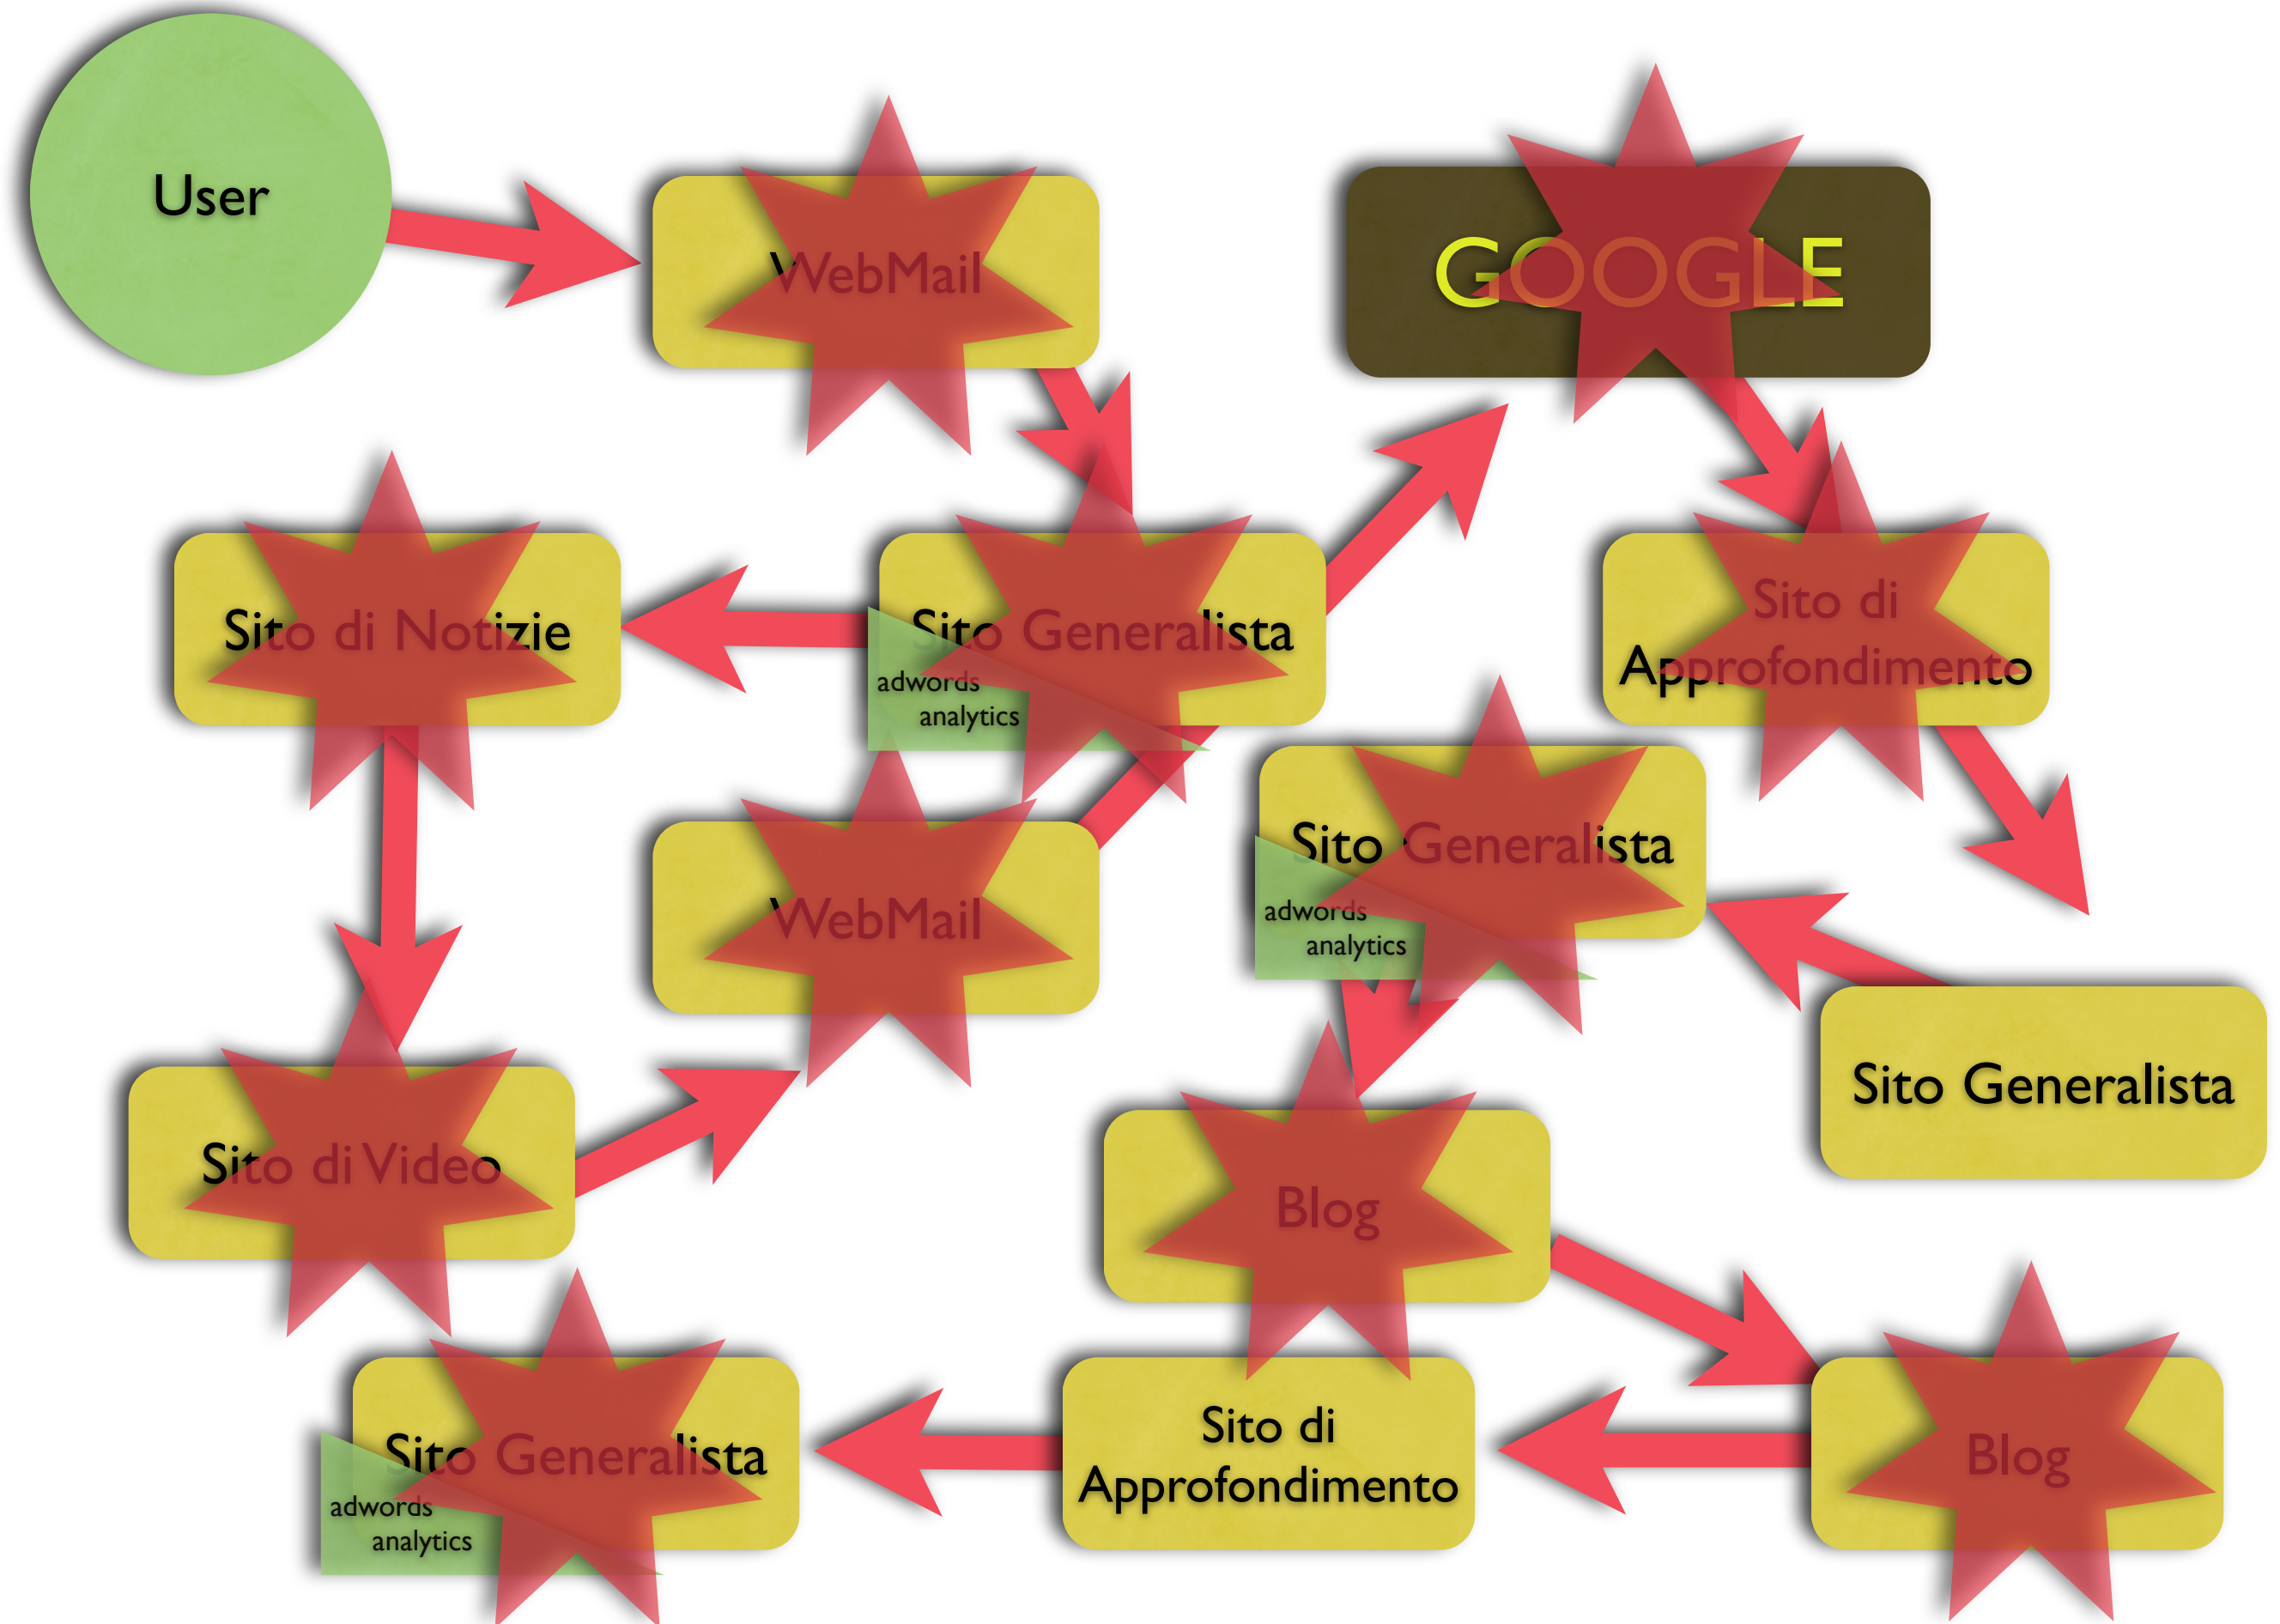 User
WebMail
GOOGLE
Sito di Notizie
Sito Generalista
adwords
analytics
Sito di
Approfondimento
Sito Generalista
adwords
analytics
WebMail
Sito Generalista
Sito di Video
Blog
Sito Generalista
adwords
analytics
Sito di
Approfondimento
Blog